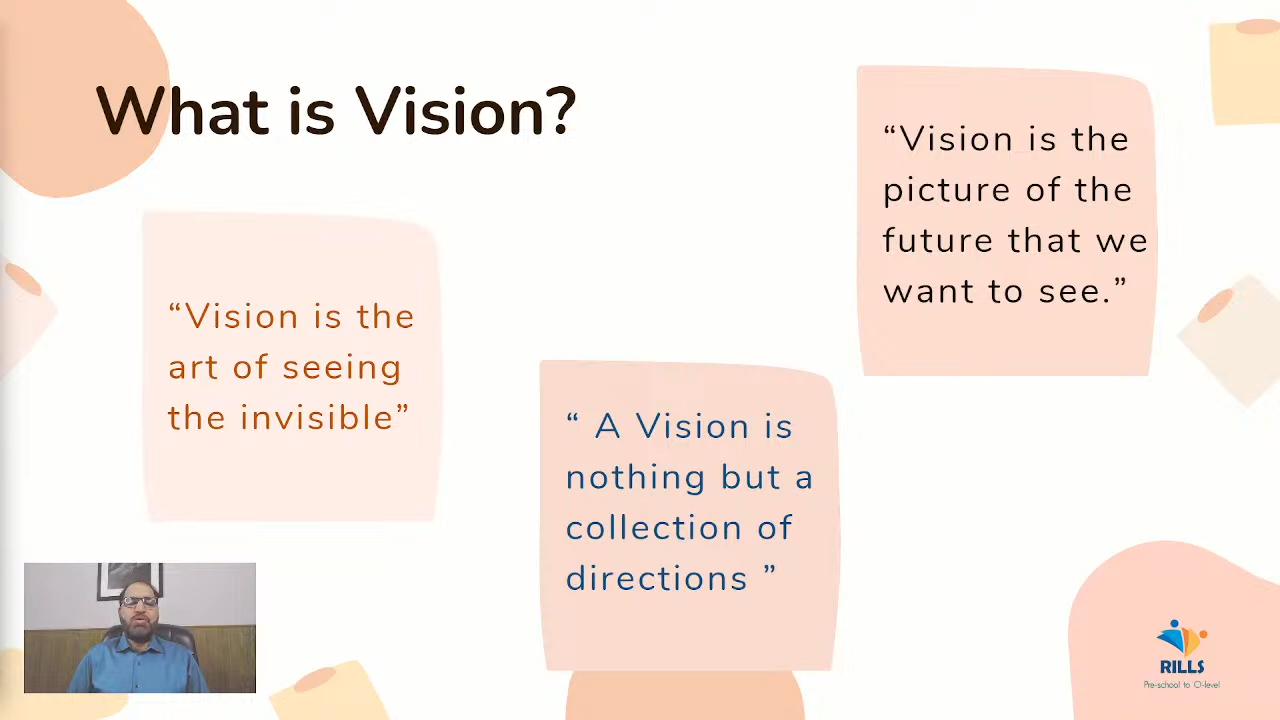 What is Vision?
“Vision is the
art of seeing
the invisible”
“ A Vision is
nothing but a
collection of
directions ”
“Vision is the
picture of the
future that we
want to see.”
RILLS
Pre-school to O'-level